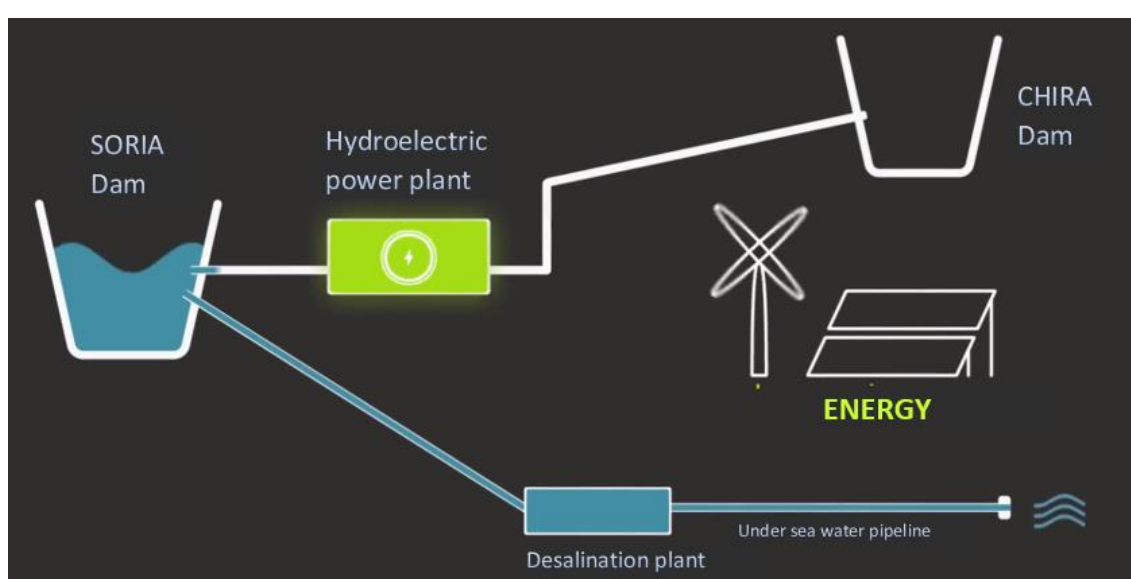 SORIA
Dam
Hydroelectric
power plant
CHIRA
Dam
ENERGY
Under sea water pipeline
Desalination plant